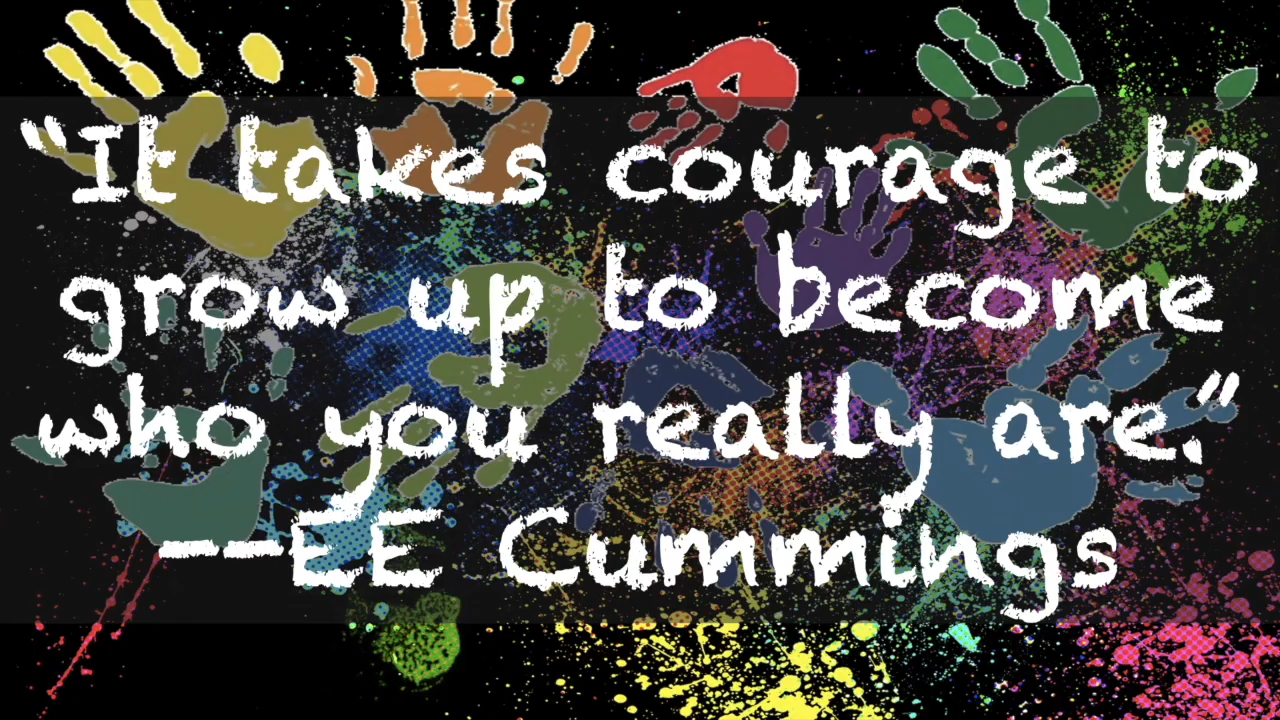 “It takes courage to
grow up to become
who you really are.”
--EE Cummings